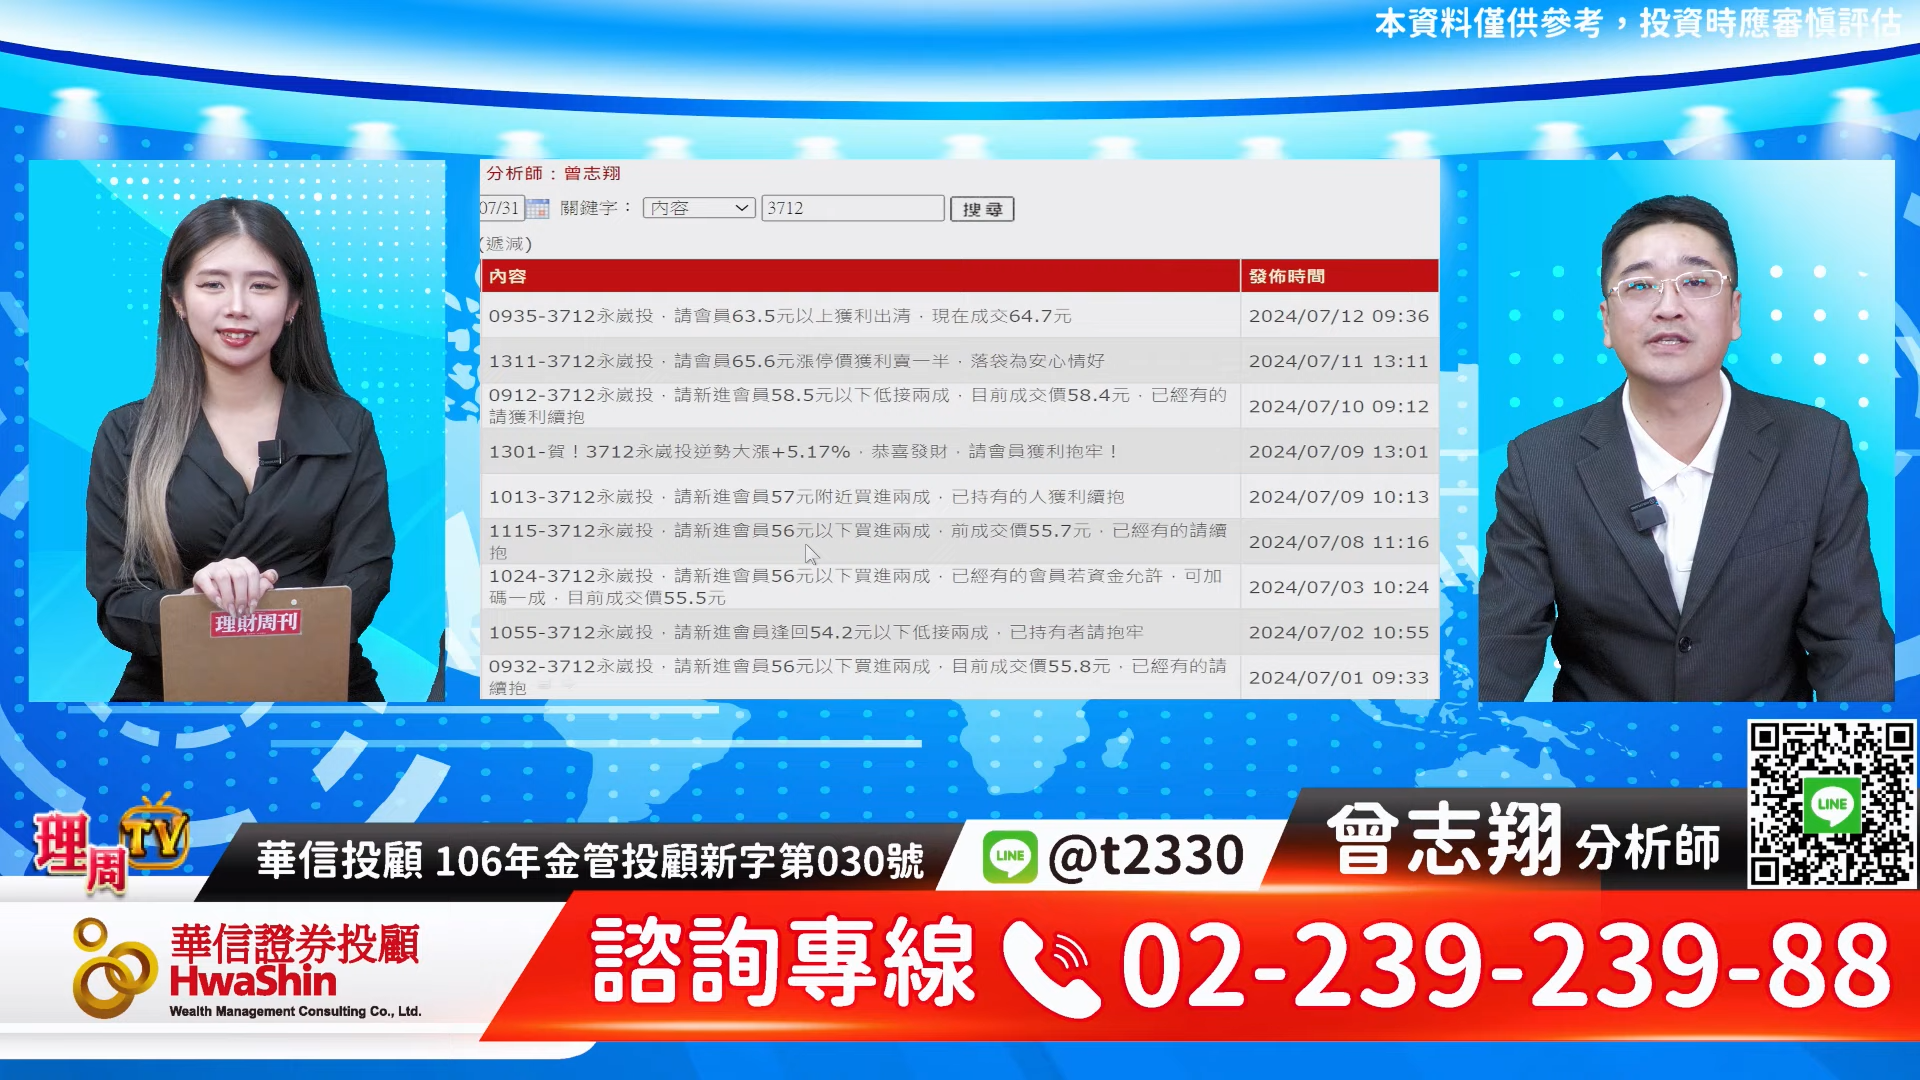 本資料僅供參考，投資時應審慎評估
分析師：曾志翔
07/31 關鍵字： 內容 3712 搜尋
(遞減)
內容 發佈時間
0935-3712永崴投．請會員63.5元以上獲利出清．現在成交64.7元 2024/07/12 09:36
1311-3712永崴投．請會員65.6元漲停價獲利賣一半．落袋為安心情好 2024/07/11 13:11
0912-3712永崴投．請新進會員58.5元以下低接兩成．目前成交價58.4元．已經有的
請獲利續抱 2024/07/10 09:12
1301-賀！3712永崴投逆勢大漲+5.17%．恭喜發財．請會員獲利抱牢！ 2024/07/09 13:01
1013-3712永崴投．請新進會員57元附近買進兩成．已持有的人獲利續抱 2024/07/09 10:13
1115-3712永崴投．請新進會員56元以下買進兩成．前成交價55.7元．已經有的請續
抱 2024/07/08 11:16
1024-3712永崴投．請新進會員56元以下買進兩成．已經有的會員若資金允許．可加
碼一成．目前成交價55.5元 2024/07/03 10:24
1055-3712永崴投．請新進會員逢回54.2元以下低接兩成．已持有者請抱牢 2024/07/02 10:55
0932-3712永崴投．請新進會員56元以下買進兩成．目前成交價55.8元．已經有的請
續抱 2024/07/01 09:33
理財周刊
理周TV
華信投顧 106年金管投顧新字第030號
LINE @t2330
曾志翔 分析師
LINE
華信證券投顧
HwaShin
Wealth Management Consulting Co., Ltd.
諮詢專線 02-239-239-88